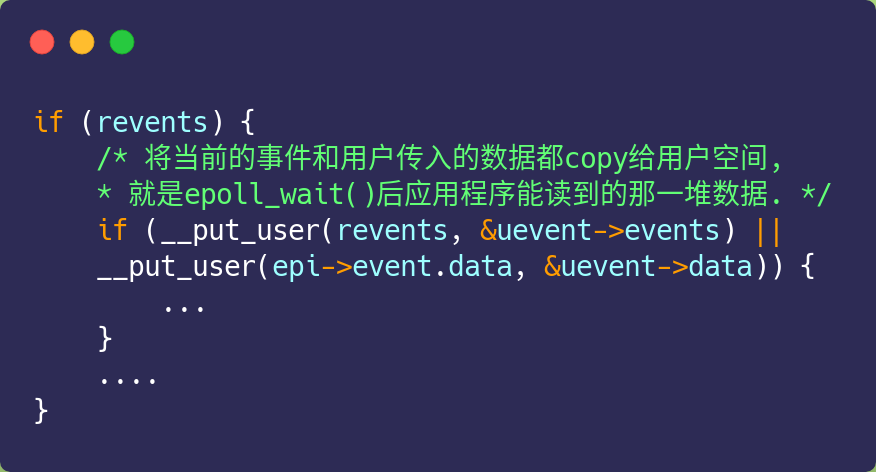 if (revents) {
    /* 将当前的事件和用户传入的数据都copy给用户空间,
    * 就是epoll_wait()后应用程序能读到的那一堆数据. */
    if (__put_user(revents, &uevent->events) ||
    __put_user(epi->event.data, &uevent->data)) {
        ...
    }
    ....
}